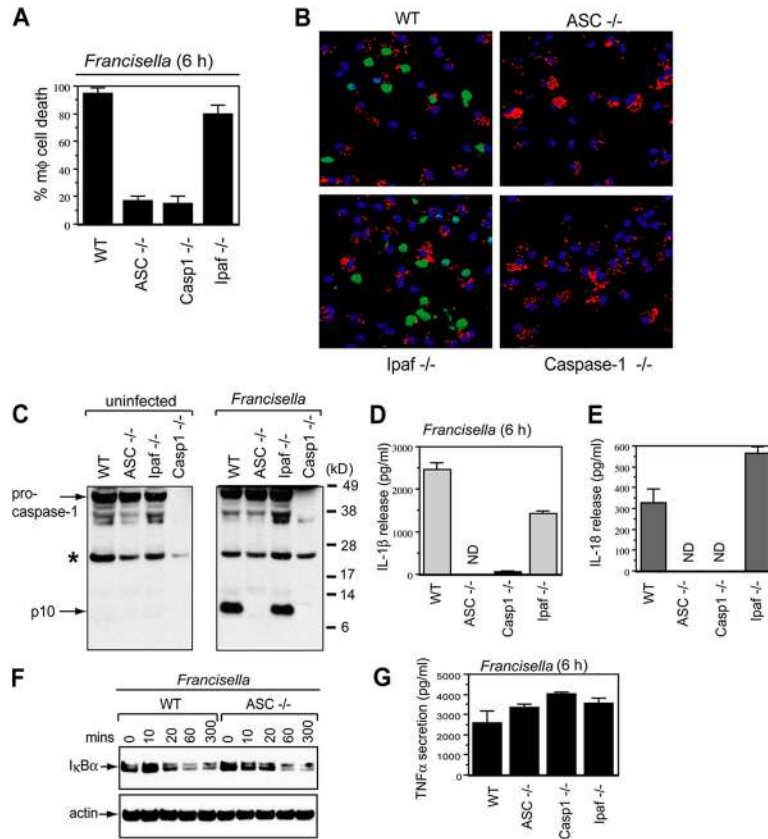 A
Francisella (6 h)
% mϕ cell death
100
80
60
40
20
0
WT
ASC -/-
Casp1 -/-
Ipaf -/-
B
WT
ASC -/-
Ipaf -/-
Caspase-1 -/-
C
uninfected
Francisella
WT
ASC -/-
Ipaf -/-
Casp1 -/-
WT
ASC -/-
Ipaf -/-
Casp1 -/-
(kD)
pro-
caspase-1
*
p10
49
38
28
17
14
6
D
Francisella (6 h)
IL-1β release (pg/ml)
3000
2000
1000
0
ND
WT
ASC -/-
Casp1 -/-
Ipaf -/-
E
IL-18 release (pg/ml)
600
500
400
300
200
100
0
ND
ND
WT
ASC -/-
Casp1 -/-
Ipaf -/-
F
Francisella
WT
ASC -/-
mins
0
10
20
60
300
0
10
20
60
300
IκBα
actin
G
Francisella (6 h)
TNFα secretion (pg/ml)
5000
4000
3000
2000
1000
0
WT
ASC -/-
Casp1 -/-
Ipaf -/-